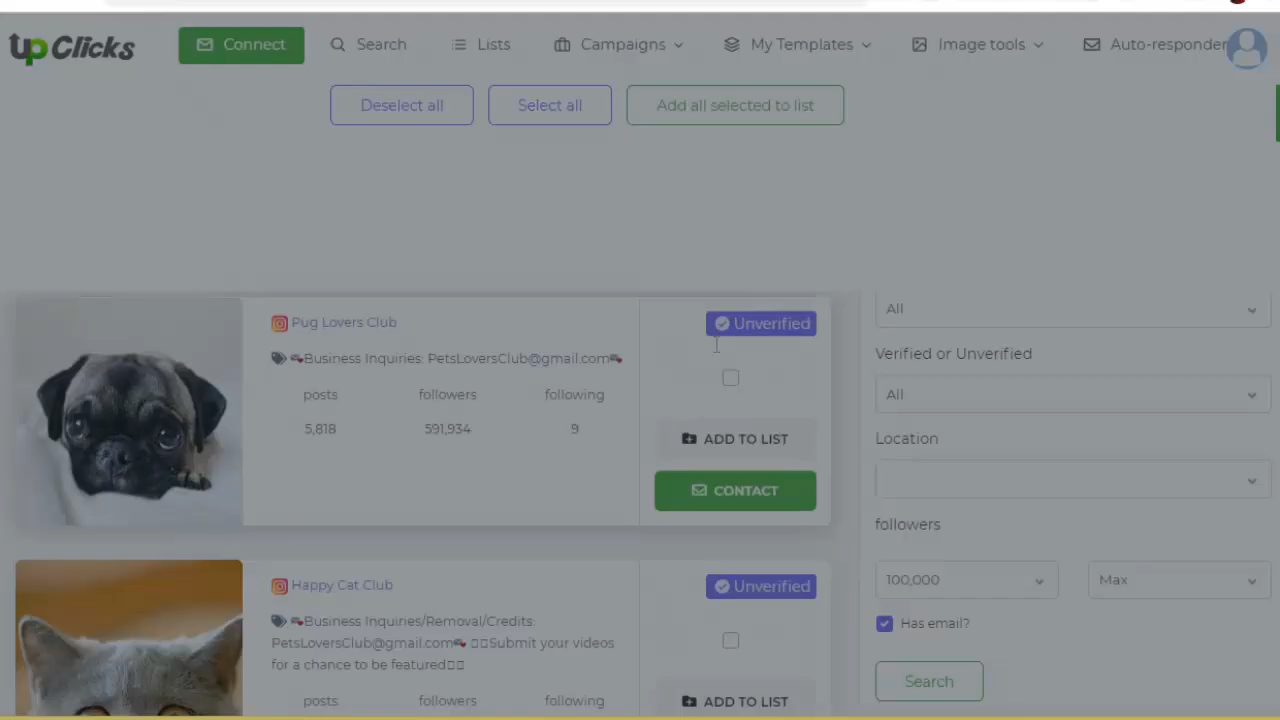 upClicks
Connect
Search
Lists
Campaigns
My Templates
Image tools
Auto-responder
Deselect all
Select all
Add all selected to list
Pug Lovers Club
Unverified
Business Inquiries: PetsLoversClub@gmail.com
posts followers following
5,818 591,934 9
ADD TO LIST
CONTACT
Happy Cat Club
Unverified
Business Inquiries/Removal/Credits:
PetsLoversClub@gmail.com Submit your videos
for a chance to be featured
posts followers following
ADD TO LIST
All
Verified or Unverified
All
Location
followers
100,000
Max
Has email?
Search